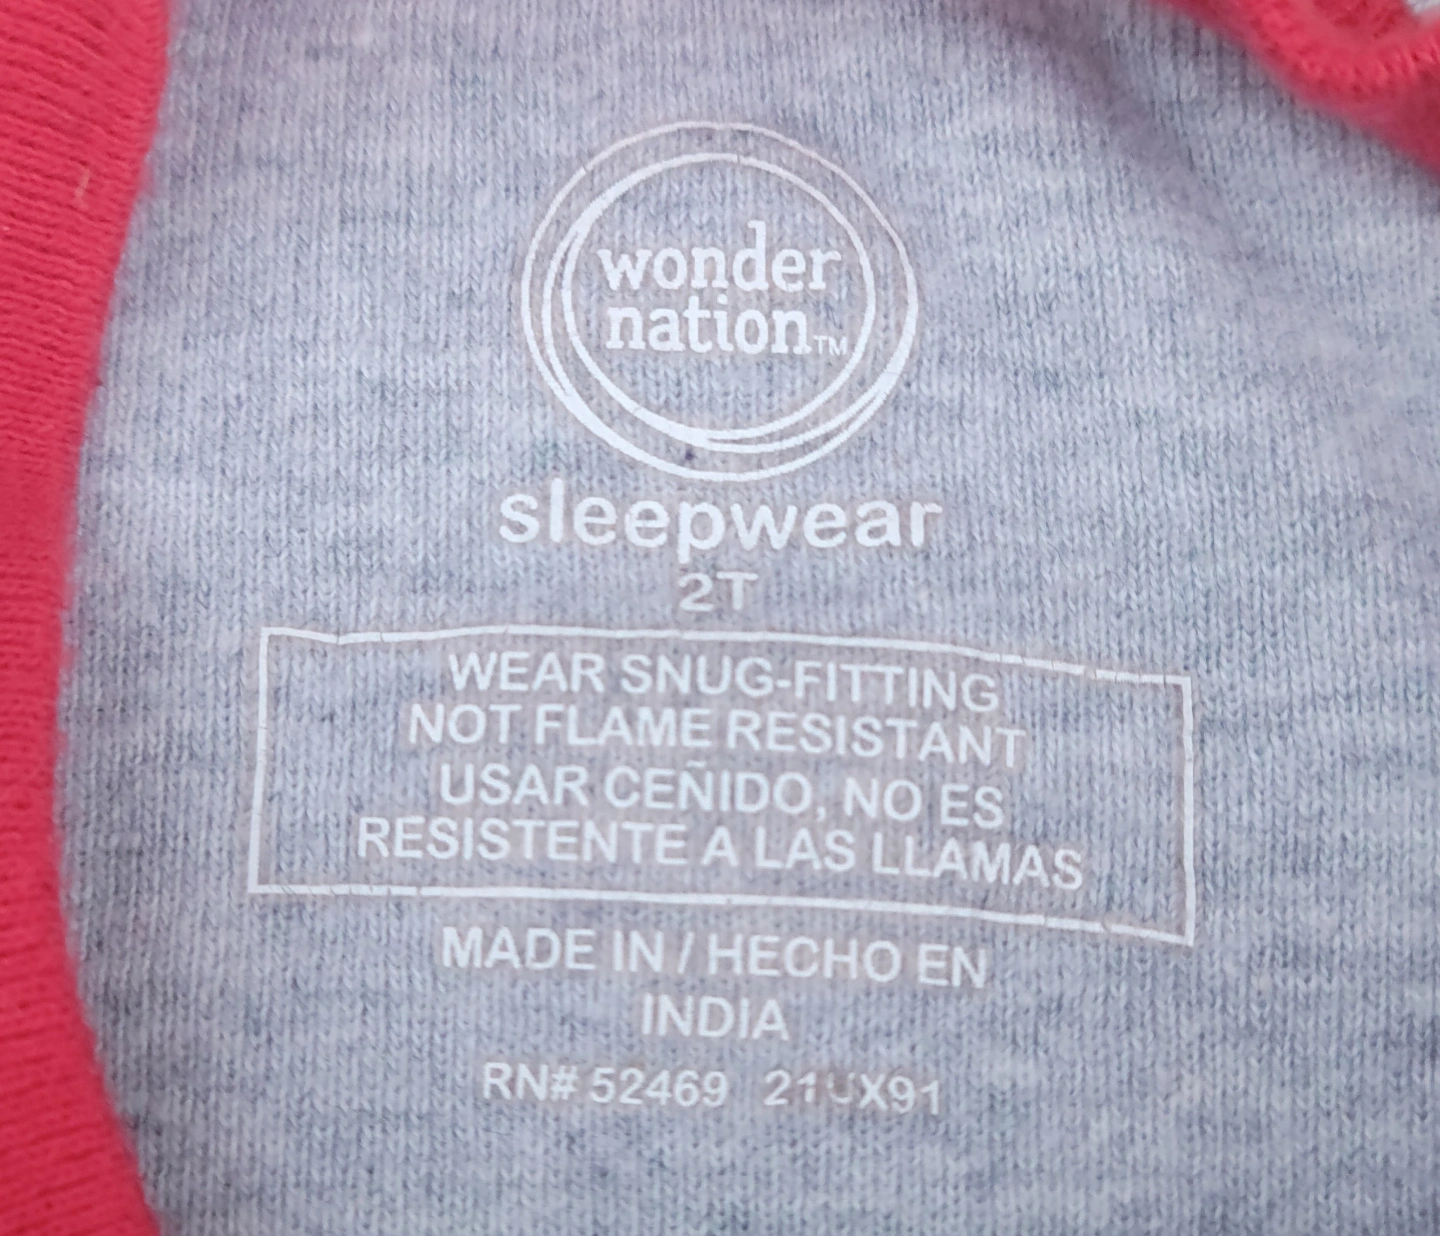 wonder
nation™
sleepwear
2T
WEAR SNUG-FITTING
NOT FLAME RESISTANT
USAR CEÑIDO, NO ES
RESISTENTE A LAS LLAMAS
MADE IN / HECHO EN
INDIA
RN# 52469